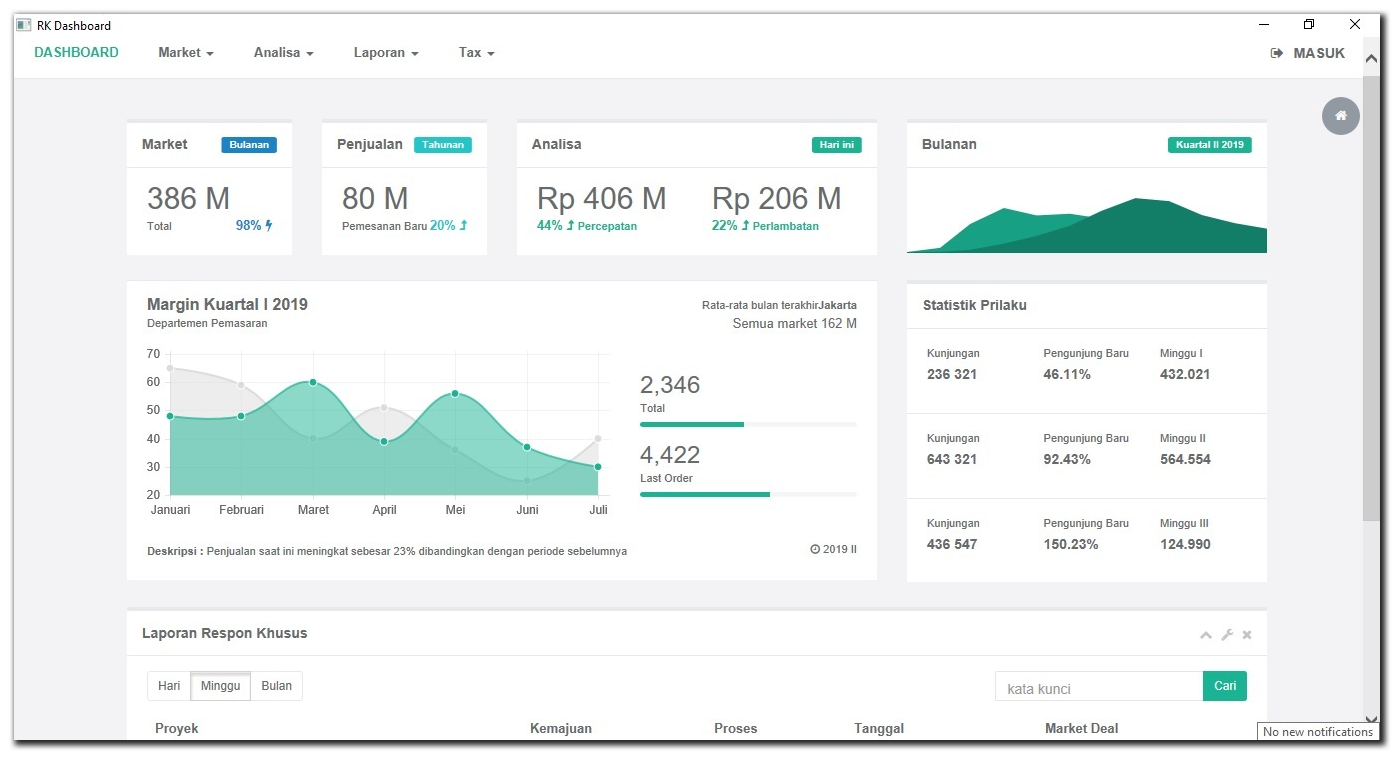 RK Dashboard
DASHBOARD Market Analisa Laporan Tax MASUK
Market Bulanan
386 M
Total 98%
Penjualan Tahunan
80 M
Pemesanan Baru 20%
Analisa Hari ini
Rp 406 M Rp 206 M
44% Percepatan 22% Perlambatan
Bulanan Kuartal II 2019
Margin Kuartal I 2019
Departemen Pemasaran
Rata-rata bulan terakhirJakarta
Semua market 162 M
70
60
50
40
30
20
Januari Februari Maret April Mei Juni Juli
2,346
Total
4,422
Last Order
Deskripsi : Penjualan saat ini meningkat sebesar 23% dibandingkan dengan periode sebelumnya
2019 II
Statistik Prilaku
Kunjungan Pengunjung Baru Minggu I
236 321 46.11% 432.021
Kunjungan Pengunjung Baru Minggu II
643 321 92.43% 564.554
Kunjungan Pengunjung Baru Minggu III
436 547 150.23% 124.990
Laporan Respon Khusus
Hari Minggu Bulan
kata kunci Cari
Proyek Kemajuan Proses Tanggal Market Deal
No new notifications